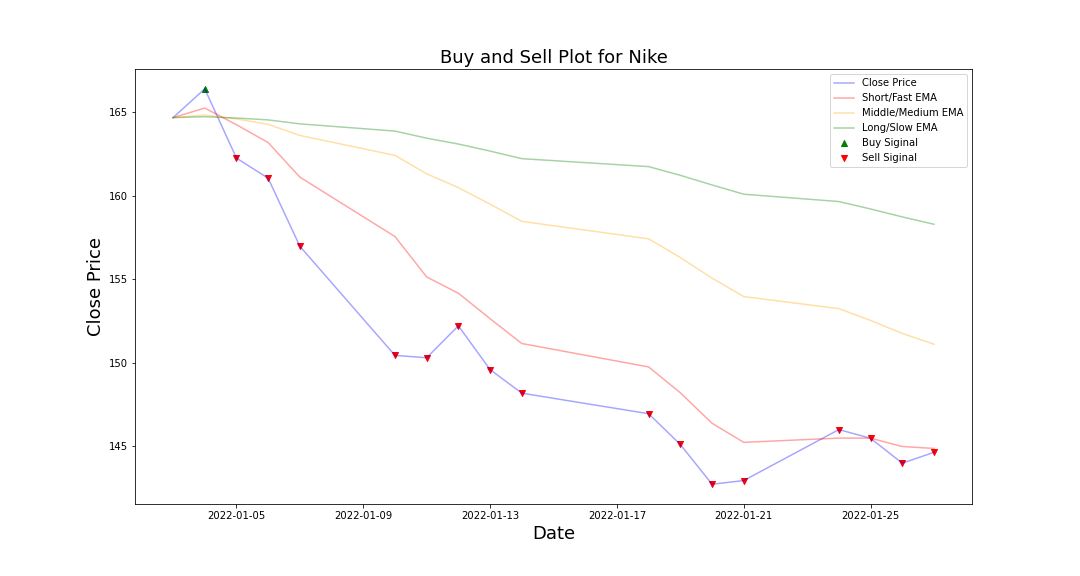 Buy and Sell Plot for Nike
Close Price
Short/Fast EMA
Middle/Medium EMA
Long/Slow EMA
Buy Siginal
Sell Siginal
165
160
155
150
145
Close Price
2022-01-05
2022-01-09
2022-01-13
2022-01-17
2022-01-21
2022-01-25
Date